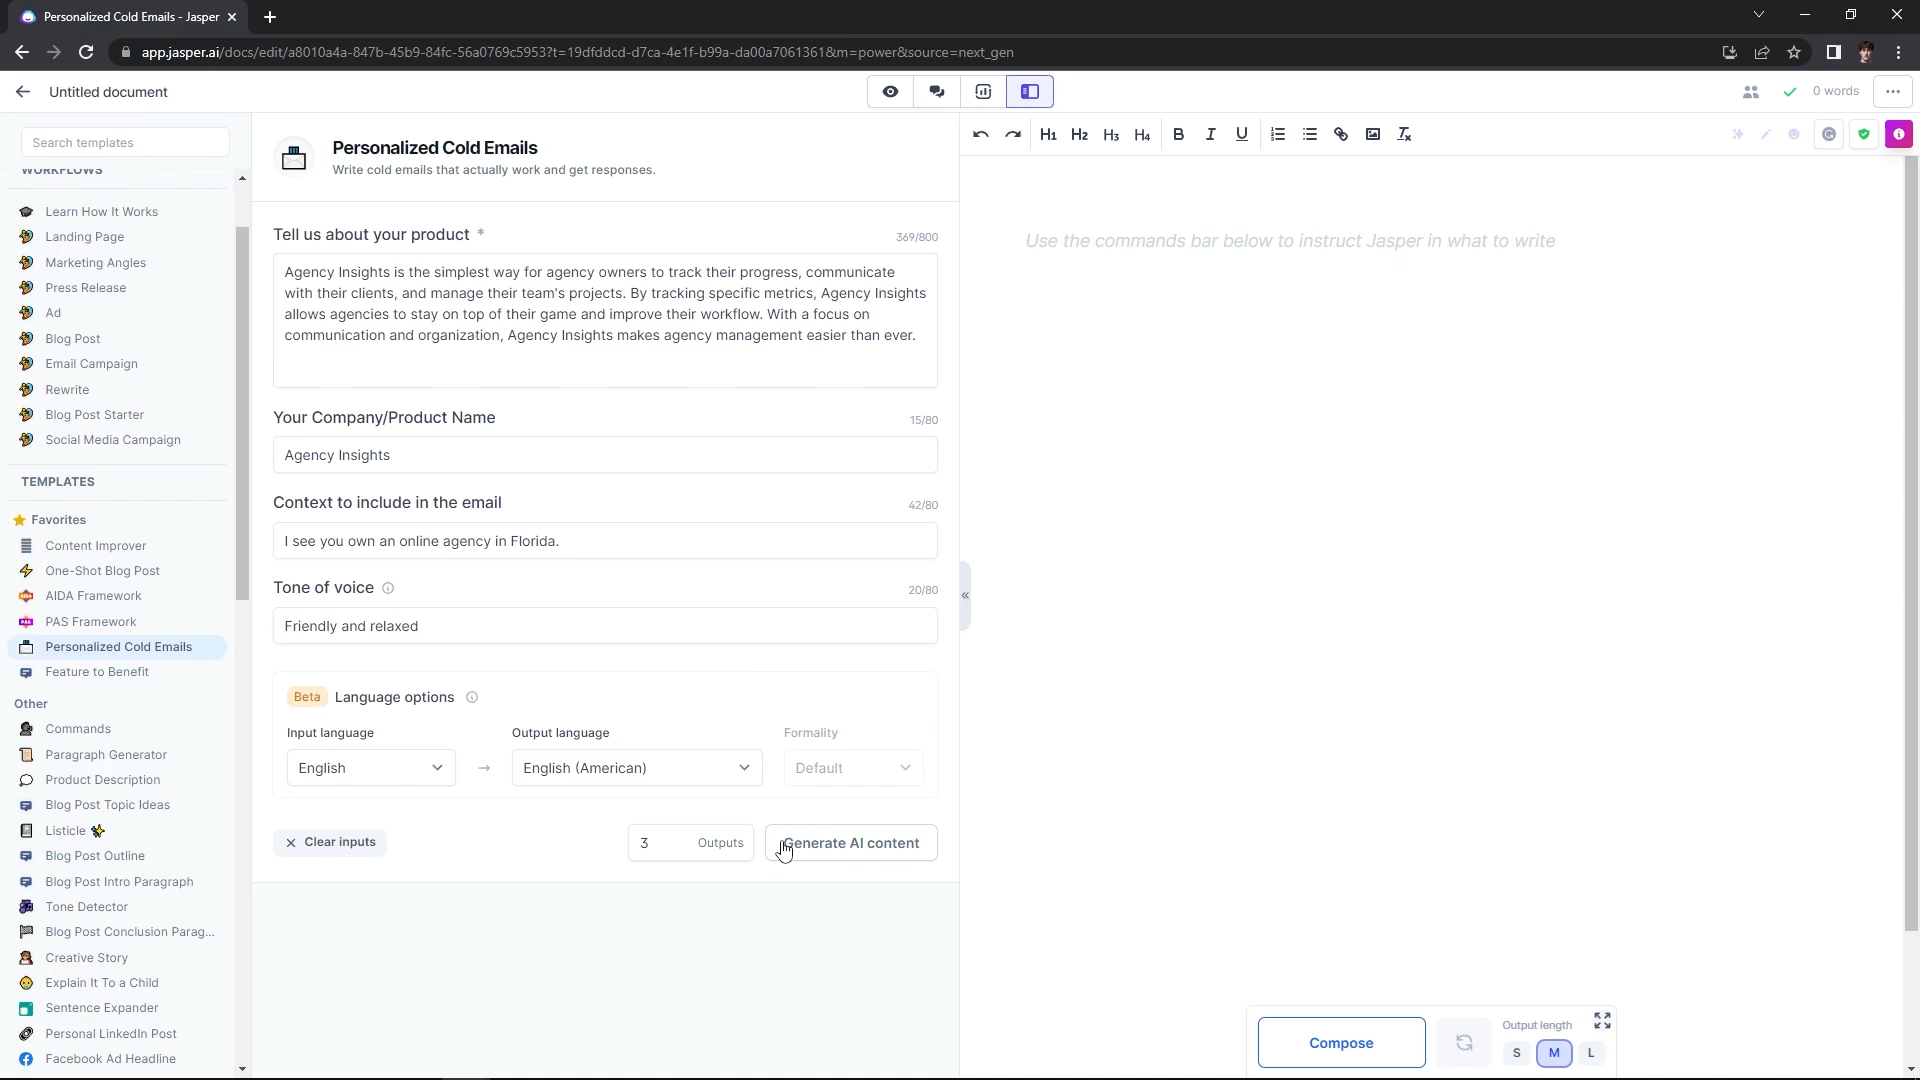 Personalized Cold Emails - Jasper
app.jasper.ai/docs/edit/a8010a4a-847b-45b9-84fc-56a0769c5953?t=19dfddcd-d7ca-4e1f-b99a-da00a7061361&m=power&source=next_gen
Untitled document
0 words
Search templates
WORKFLOWS
Learn How It Works
Landing Page
Marketing Angles
Press Release
Ad
Blog Post
Email Campaign
Rewrite
Blog Post Starter
Social Media Campaign
TEMPLATES
Favorites
Content Improver
One-Shot Blog Post
AIDA Framework
PAS Framework
Personalized Cold Emails
Feature to Benefit
Other
Commands
Paragraph Generator
Product Description
Blog Post Topic Ideas
Listicle
Blog Post Outline
Blog Post Intro Paragraph
Tone Detector
Blog Post Conclusion Parag...
Creative Story
Explain It To a Child
Sentence Expander
Personal LinkedIn Post
Facebook Ad Headline
Personalized Cold Emails
Write cold emails that actually work and get responses.
Tell us about your product *
369/800
Agency Insights is the simplest way for agency owners to track their progress, communicate
with their clients, and manage their team's projects. By tracking specific metrics, Agency Insights
allows agencies to stay on top of their game and improve their workflow. With a focus on
communication and organization, Agency Insights makes agency management easier than ever.
Your Company/Product Name
15/80
Agency Insights
Context to include in the email
42/80
I see you own an online agency in Florida.
Tone of voice
20/80
Friendly and relaxed
Beta Language options
Input language
Output language
Formality
English
English (American)
Default
Clear inputs
3 Outputs
Generate AI content
H1 H2 H3 H4 B I U
Use the commands bar below to instruct Jasper in what to write
Compose
Output length
S M L